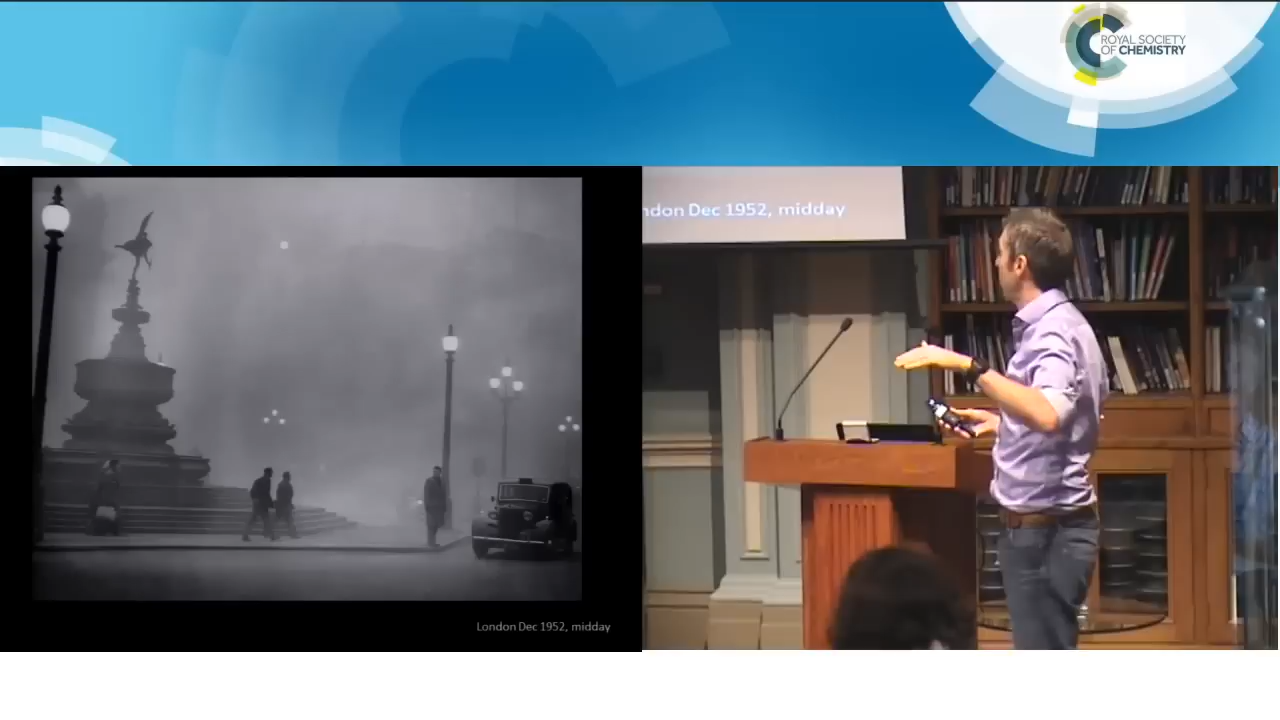 ROYAL SOCIETY
OF CHEMISTRY
ndon Dec 1952, midday
London Dec 1952, midday